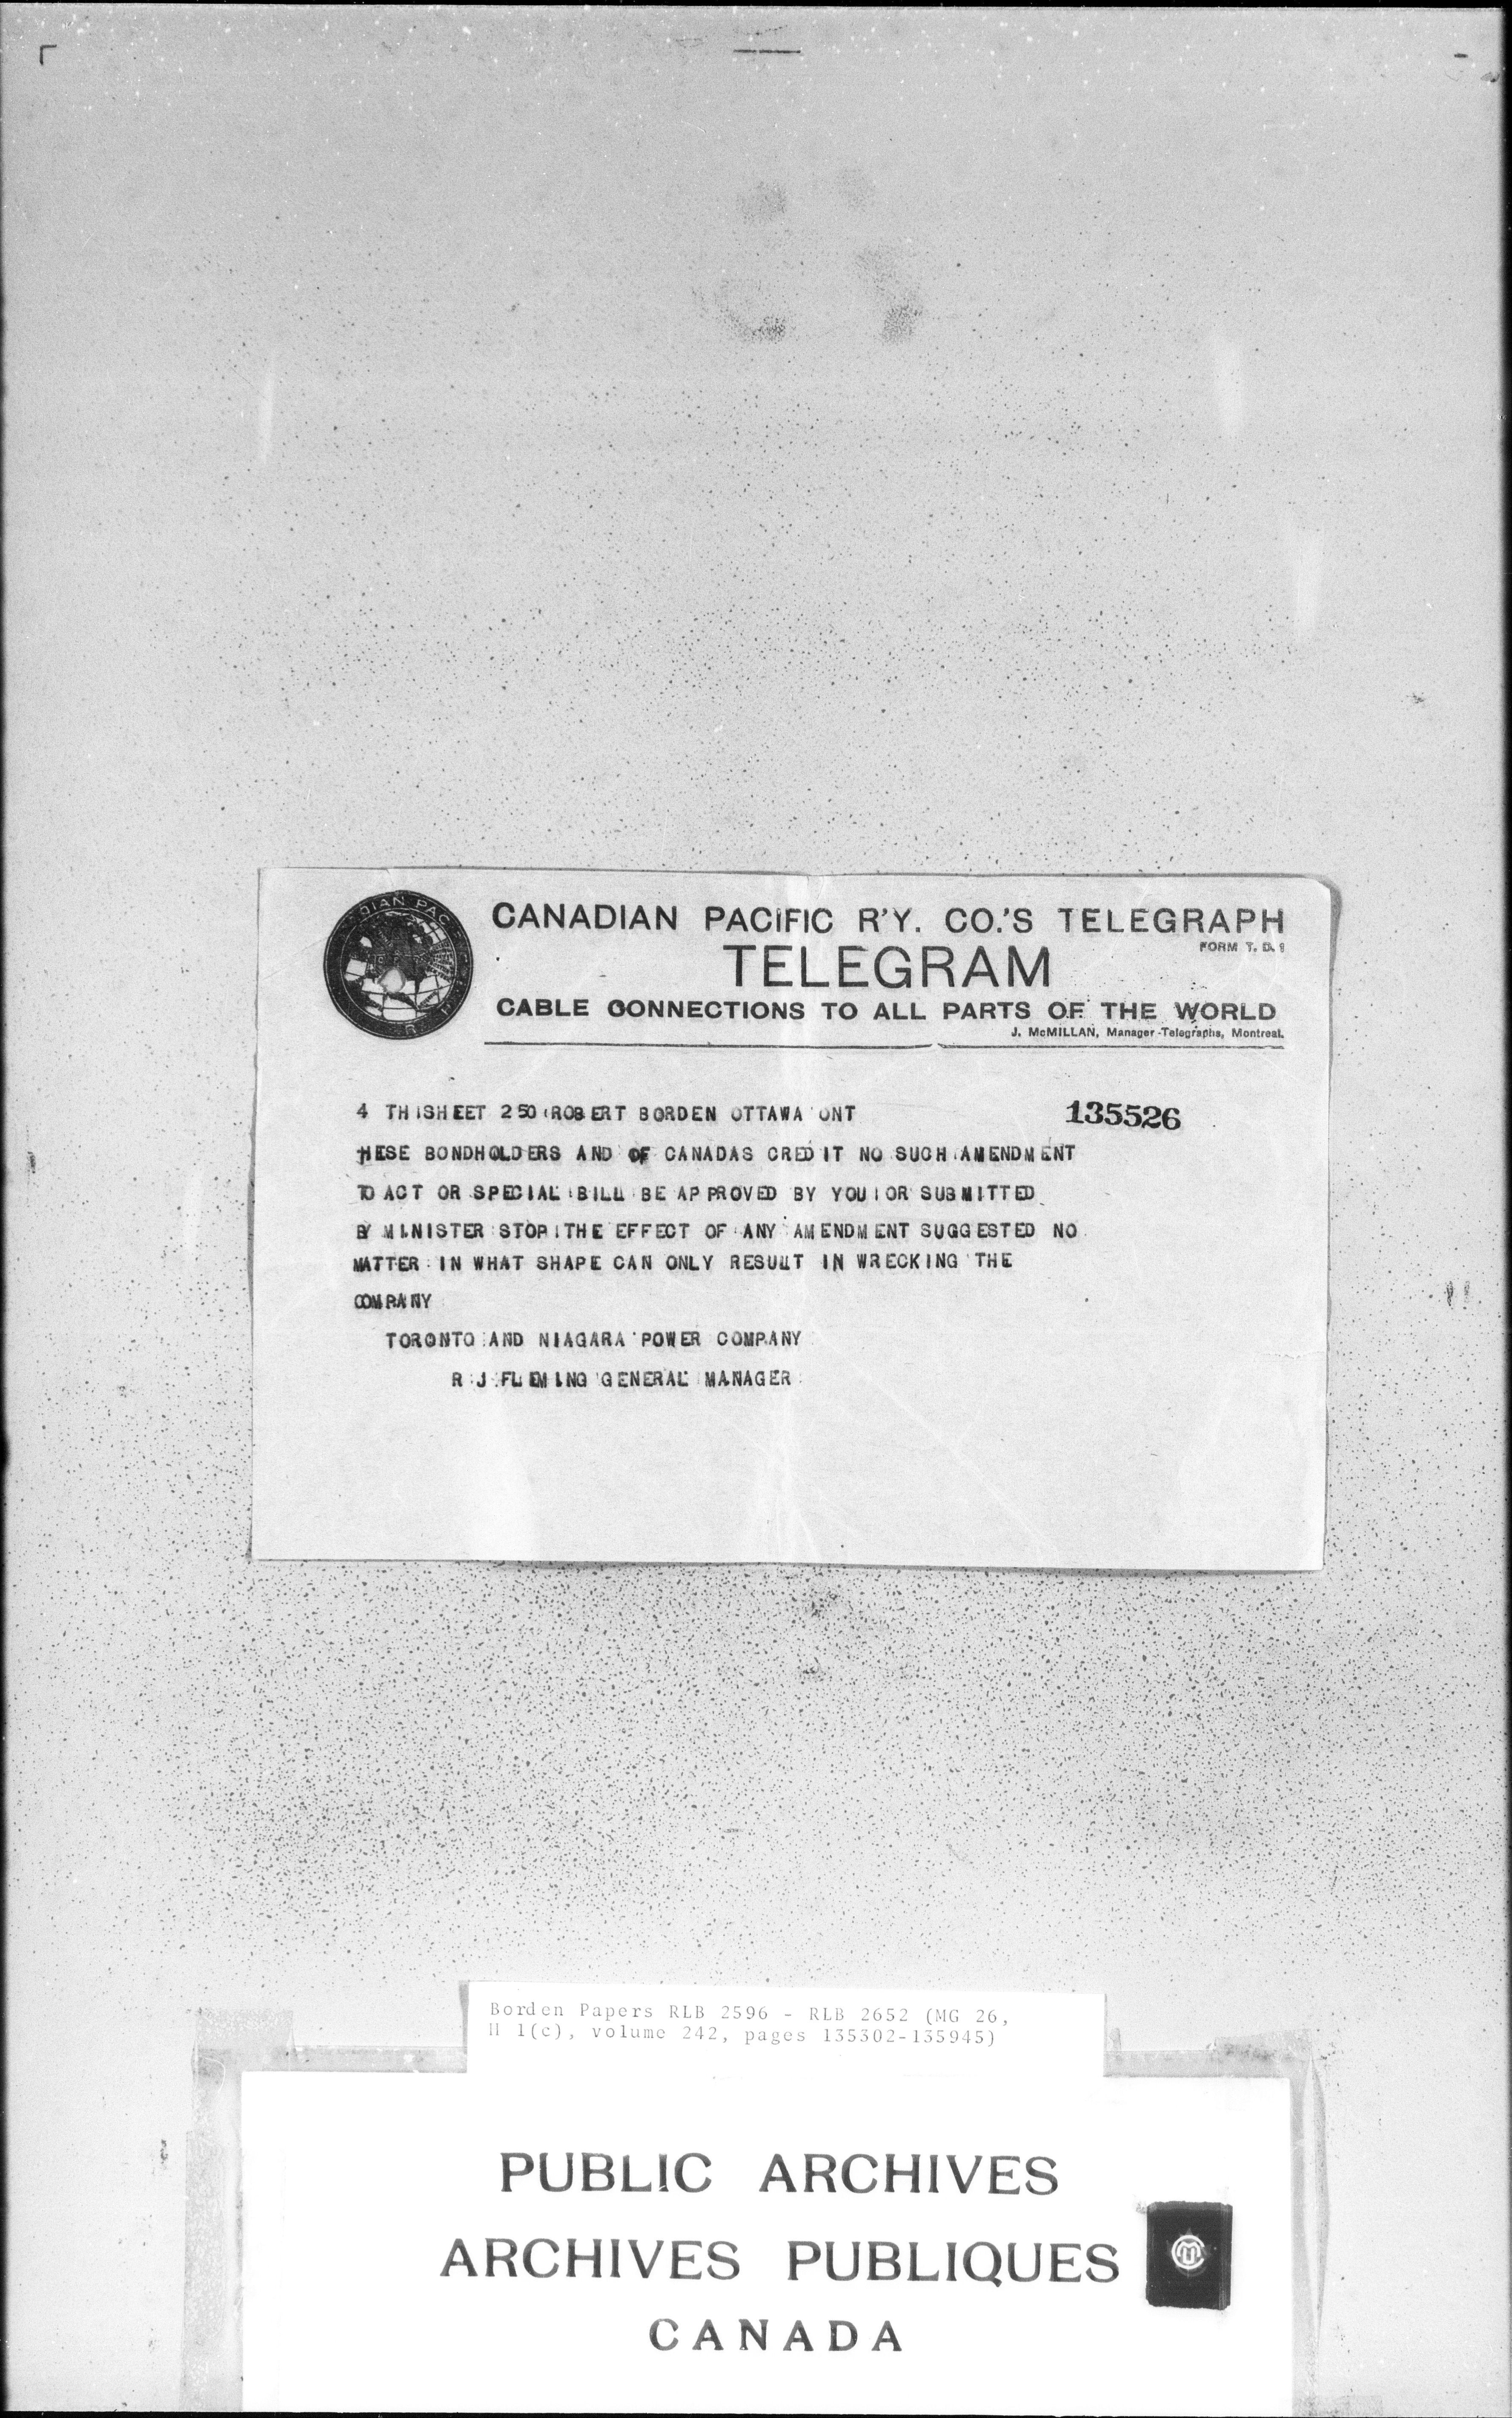 CANADIAN PACIFIC R'Y. CO.'S TELEGRAPH
FORM T. D. 1
TELEGRAM
CABLE CONNECTIONS TO ALL PARTS OF THE WORLD
J. McMILLAN, Manager Telegraphs, Montreal.
4 THISHEET 250 ROBERT BORDEN OTTAWA ONT 135526
HESE BONDHOLDERS AND OF CANADAS CREDIT NO SUCH AMENDMENT
TO ACT OR SPECIAL BILL BE APPROVED BY YOU OR SUBMITTED
BY MINISTER STOP THE EFFECT OF ANY AMENDMENT SUGGESTED NO
MATTER IN WHAT SHAPE CAN ONLY RESULT IN WRECKING THE
COMPANY
TORONTO AND NIAGARA POWER COMPANY
R J FLEMING GENERAL MANAGER
Borden Papers RLB 2596 - RLB 2652 (MG 26,
H 1(c), volume 242, pages 135302-135945)
PUBLIC ARCHIVES
ARCHIVES PUBLIQUES
CANADA